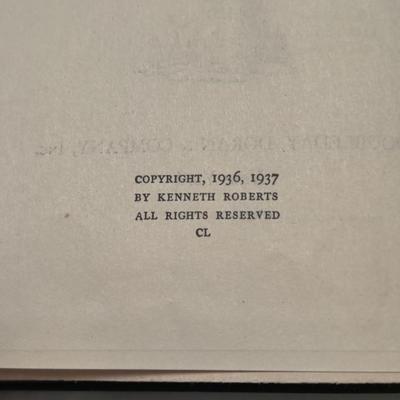 COPYRIGHT, 1936, 1937
BY KENNETH ROBERTS
ALL RIGHTS RESERVED
CL